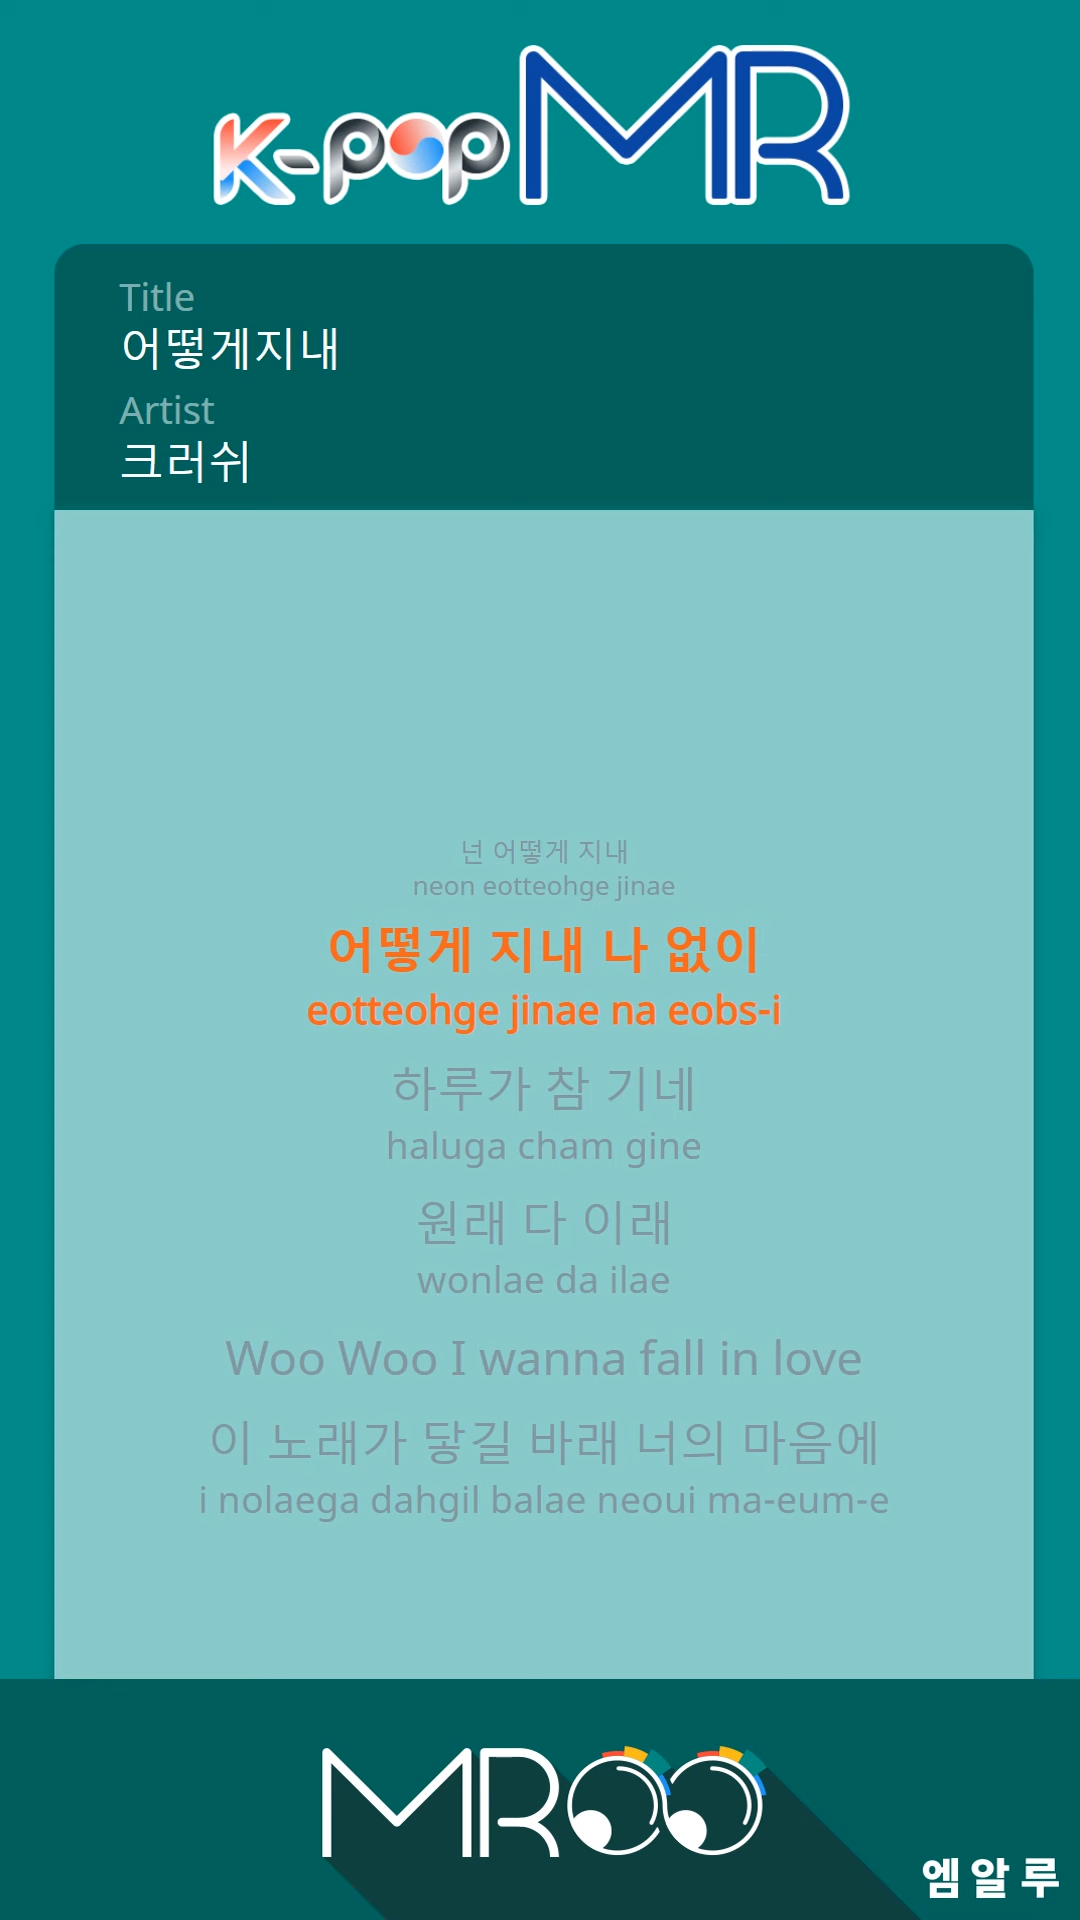 K-pop MR
Title
어떻게지내
Artist
크러쉬
넌 어떻게 지내
neon eotteohge jinae
어떻게 지내 나 없이
eotteohge jinae na eobs-i
하루가 참 기네
haluga cham gine
원래 다 이래
wonlae da ilae
Woo Woo I wanna fall in love
이 노래가 닿길 바래 너의 마음에
i nolaega dahgil balae neoui ma-eum-e
MROO
엠알루